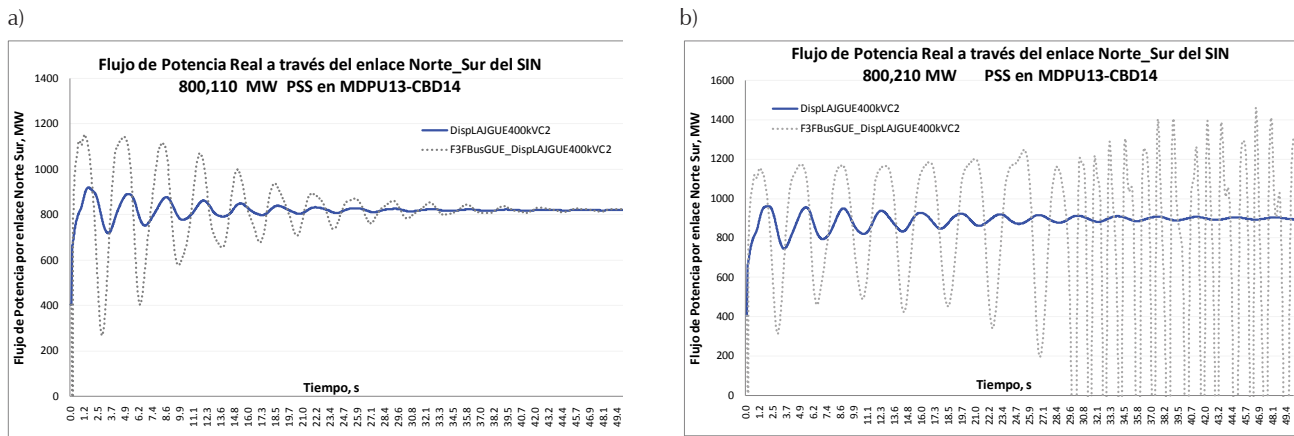 a)
Flujo de Potencia Real a través del enlace Norte_Sur del SIN
800,110 MW PSS en MDPU13-CBD14
DispLAJGUE400kVC2
F3FBusGUE_DispLAJGUE400kVC2
Flujo de Potencia por enlace Norte Sur, MW
1400
1200
1000
800
600
400
200
0
Tiempo, s
0.0 1.2 2.5 3.7 4.9 6.2 7.4 8.6 9.9 11.1 12.3 13.6 14.8 16.0 17.3 18.5 19.7 21.0 22.2 23.4 24.7 25.9 27.1 28.4 29.6 30.8 32.1 33.3 34.5 35.8 37.0 38.2 39.5 40.7 42.0 43.2 44.4 45.7 46.9 48.1 49.4
b)
Flujo de Potencia Real a través del enlace Norte_Sur del SIN
800,210 MW PSS en MDPU13-CBD14
DispLAJGUE400kVC2
F3FBusGUE_DispLAJGUE400kVC2
Flujo de Potencia por enlace Norte Sur, MW
1600
1400
1200
1000
800
600
400
200
0
Tiempo, s
0.0 1.2 2.5 3.7 4.9 6.2 7.4 8.6 9.9 11.1 12.3 13.6 14.8 16.0 17.3 18.5 19.7 21.0 22.2 23.4 24.7 25.9 27.1 28.4 29.6 30.8 32.1 33.3 34.5 35.8 37.0 38.2 39.5 40.7 42.0 43.2 44.4 45.7 46.9 48.1 49.4